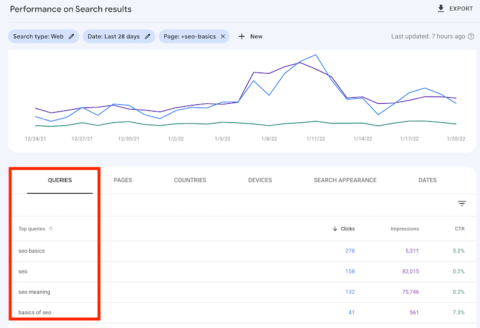 Performance on Search results
EXPORT
Search type: Web
Date: Last 28 days
Page: +seo-basics
New
Last updated: 7 hours ago
12/24/21 12/27/21 12/30/21 1/2/22 1/5/22 1/8/22 1/11/22 1/14/22 1/17/22 1/20/22
QUERIES PAGES COUNTRIES DEVICES SEARCH APPEARANCE DATES
Top queries Clicks Impressions CTR
seo basics 278 5,311 5.2%
seo 158 82,015 0.2%
seo meaning 132 75,746 0.2%
basics of seo 41 561 7.3%